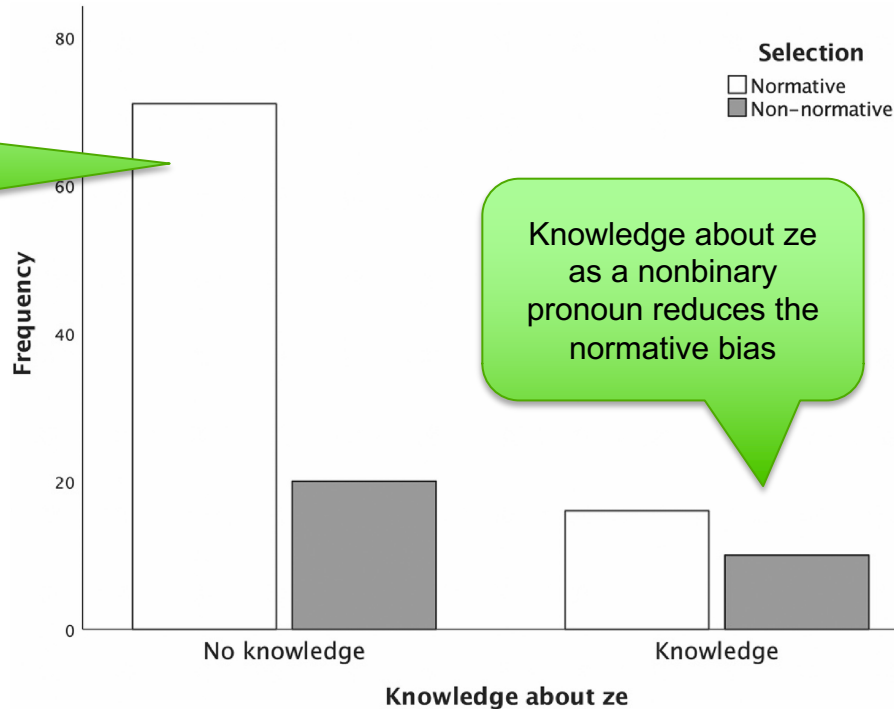 80
60
40
20
0
Frequency
Selection
Normative
Non-normative
Knowledge about ze
as a nonbinary
pronoun reduces the
normative bias
No knowledge
Knowledge
Knowledge about ze